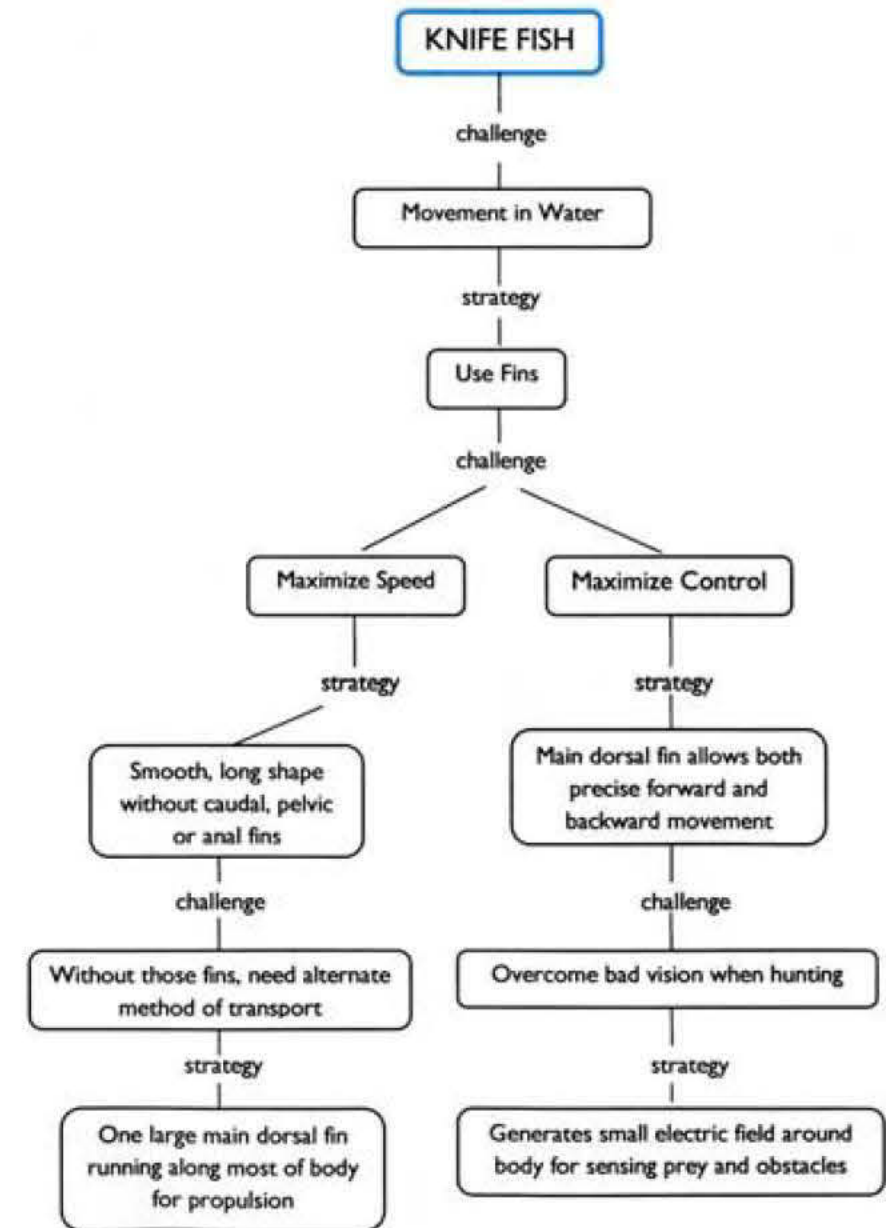 KNIFE FISH
challenge
Movement in Water
strategy
Use Fins
challenge
Maximize Speed
Maximize Control
strategy
strategy
Smooth, long shape
without caudal, pelvic
or anal fins
Main dorsal fin allows both
precise forward and
backward movement
challenge
challenge
Without those fins, need alternate
method of transport
Overcome bad vision when hunting
strategy
strategy
One large main dorsal fin
running along most of body
for propulsion
Generates small electric field around
body for sensing prey and obstacles